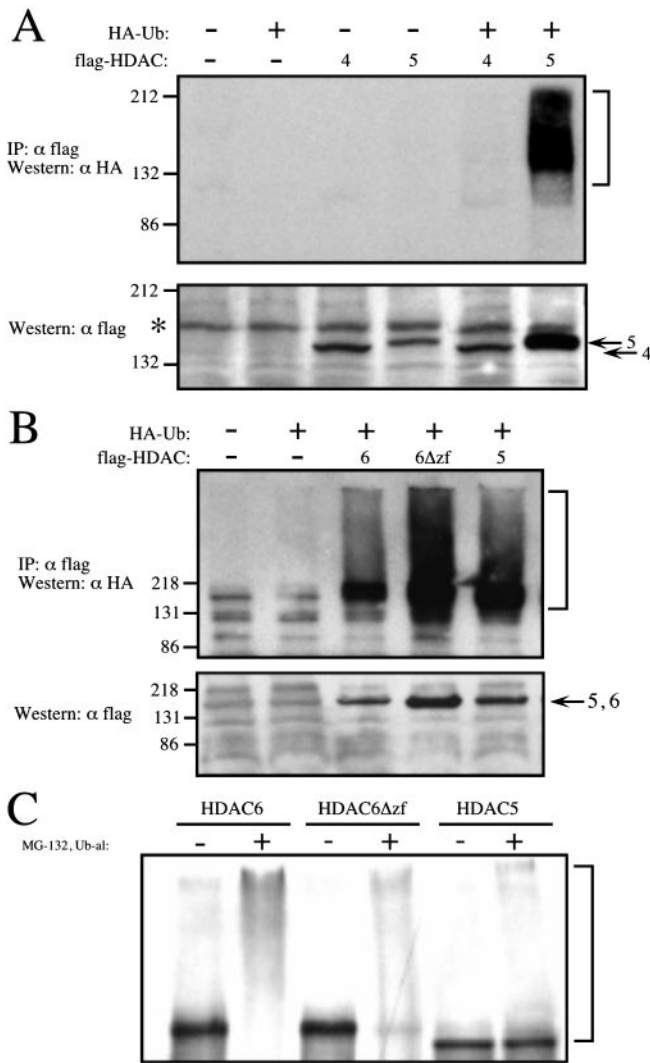 A
HA-Ub: - + - - + +
flag-HDAC: - - 4 5 4 5
IP: α flag
Western: α HA
212
132
86
Western: α flag
212
*
132
5
4
B
HA-Ub: - + + + +
flag-HDAC: - - 6 6Δzf 5
IP: α flag
Western: α HA
218
131
86
Western: α flag
218
131
86
5, 6
C
HDAC6 HDAC6Δzf HDAC5
MG-132, Ub-al: - + - + - +